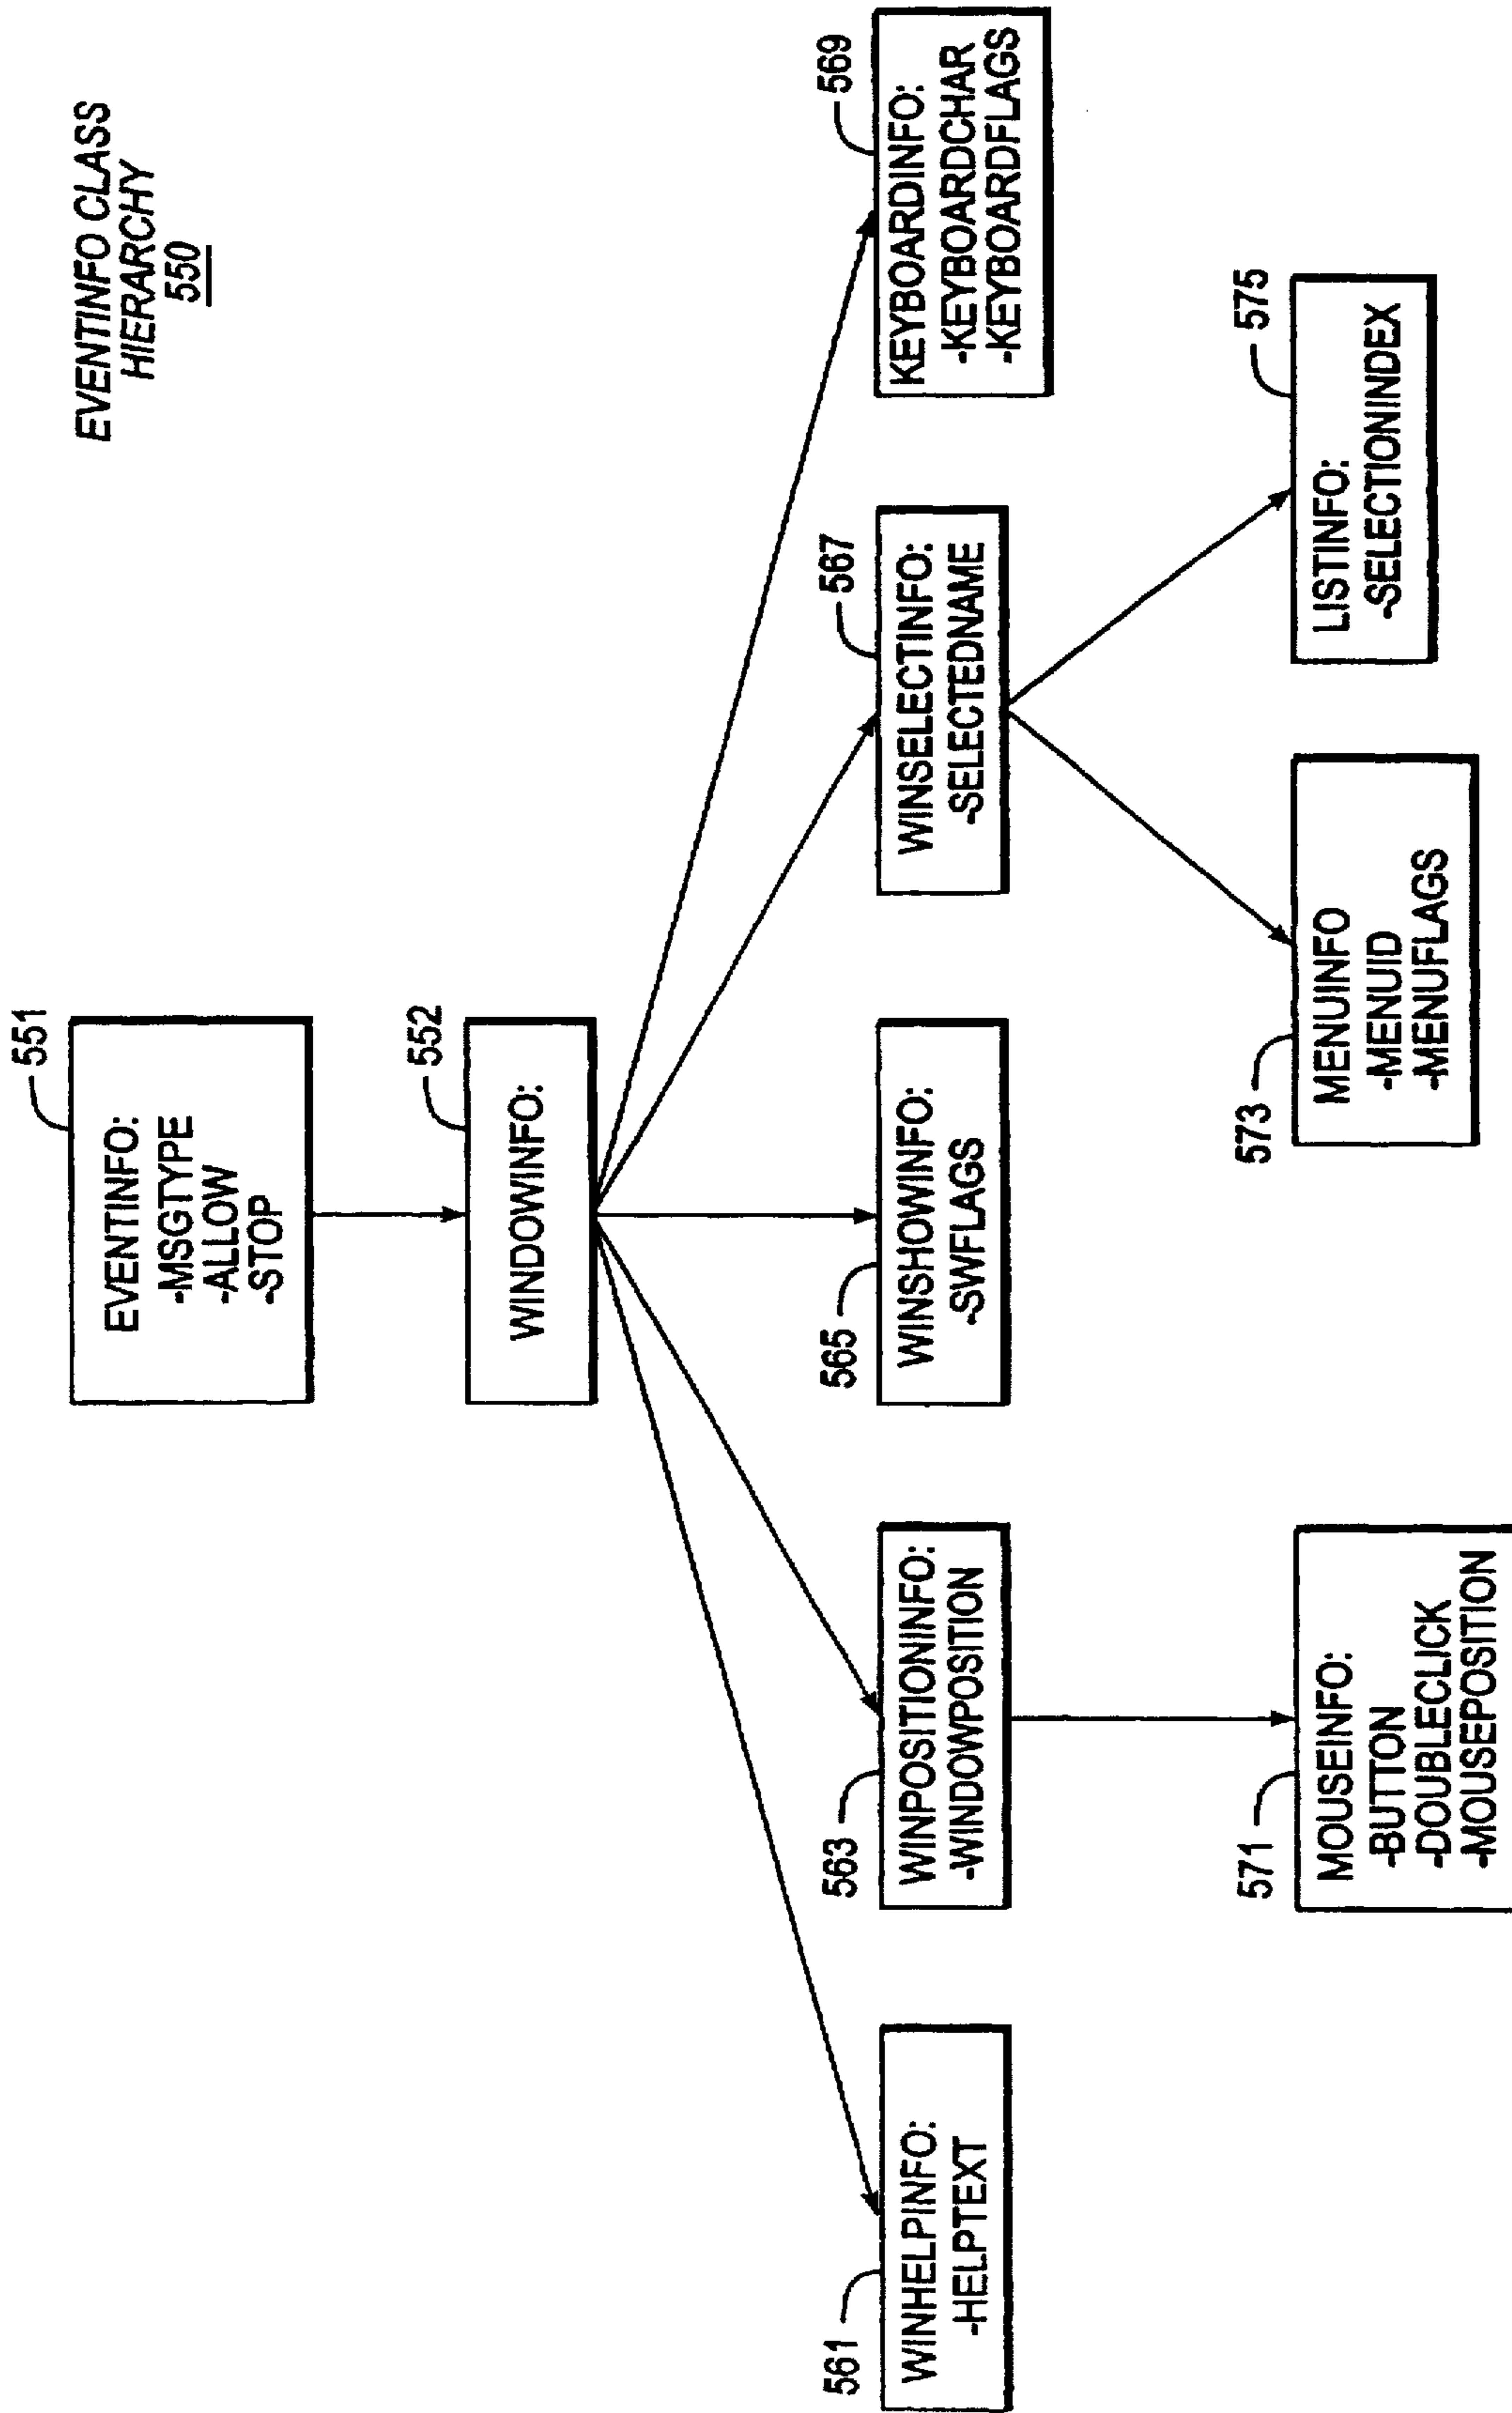 EVENTINFO CLASS
HIERARCHY
550
551
EVENTINFO:
-MSGTYPE
-ALLOW
-STOP
552
WINDOWINFO:
561
WINHELPINFO:
-HELPTEXT
563
WINPOSITIONINFO:
-WINDOWPOSITION
565
WINSHOWINFO:
-SWFLAGS
567
WINSELECTINFO:
-SELECTEDNAME
569
KEYBOARDINFO:
-KEYBOARDCHAR
-KEYBOARDFLAGS
571
MOUSEINFO:
-BUTTON
-DOUBLECLICK
-MOUSEPOSITION
573
MENUINFO
-MENUID
-MENUFLAGS
575
LISTINFO:
-SELECTIONINDEX